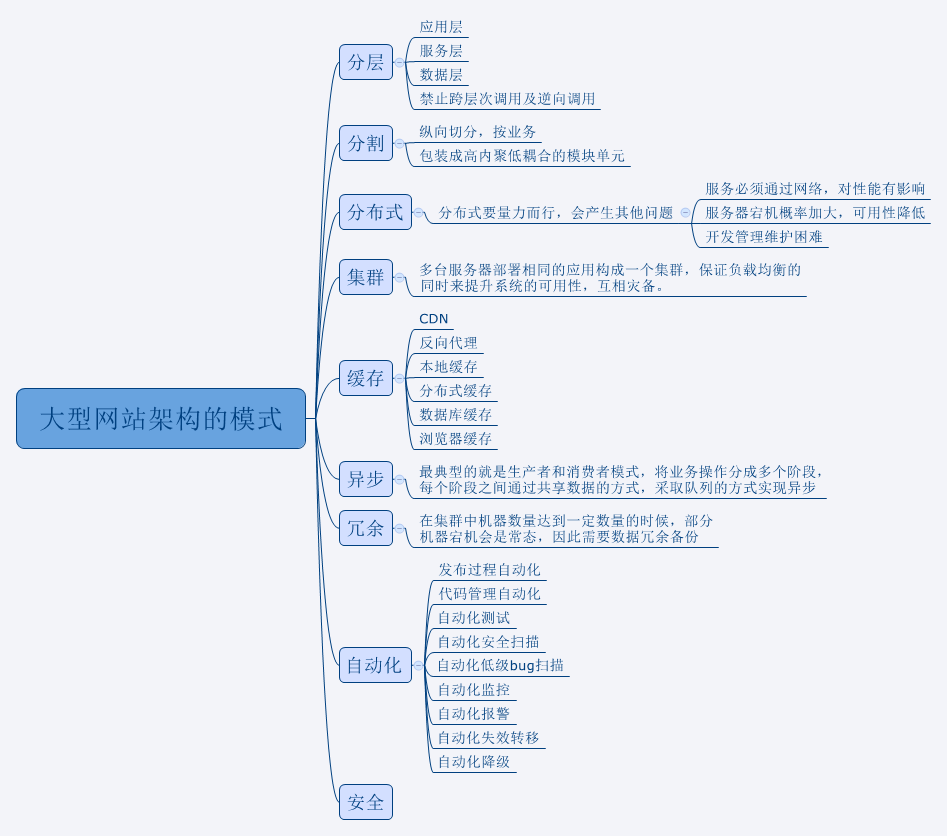 大型网站架构的模式
分层
应用层
服务层
数据层
禁止跨层次调用及逆向调用
分割
纵向切分，按业务
包装成高内聚低耦合的模块单元
分布式
分布式要量力而行，会产生其他问题
服务必须通过网络，对性能有影响
服务器宕机概率加大，可用性降低
开发管理维护困难
集群
多台服务器部署相同的应用构成一个集群，保证负载均衡的
同时来提升系统的可用性，互相灾备。
缓存
CDN
反向代理
本地缓存
分布式缓存
数据库缓存
浏览器缓存
异步
最典型的就是生产者和消费者模式，将业务操作分成多个阶段，
每个阶段之间通过共享数据的方式，采取队列的方式实现异步
冗余
在集群中机器数量达到一定数量的时候，部分
机器宕机会是常态，因此需要数据冗余备份
自动化
发布过程自动化
代码管理自动化
自动化测试
自动化安全扫描
自动化低级bug扫描
自动化监控
自动化报警
自动化失效转移
自动化降级
安全